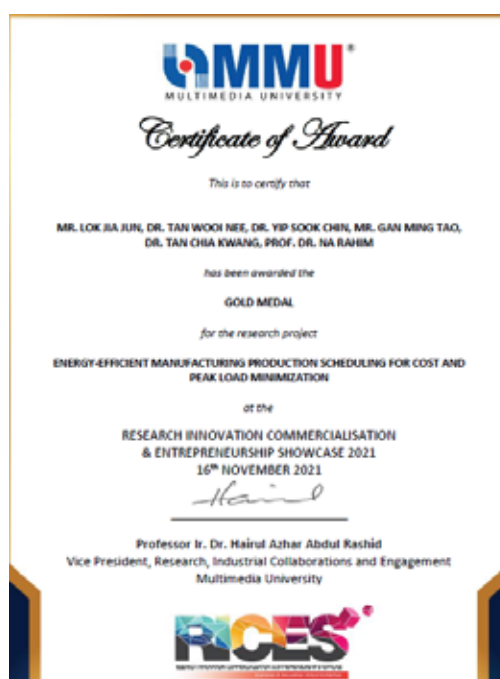 MMU
MULTIMEDIA UNIVERSITY
Certificate of Award
This is to certify that
MR. LOK JIA JUN, DR. TAN WOOI NEE, DR. YIP SOOK CHIN, MR. GAN MING TAO,
DR. TAN CHIA KWANG, PROF. DR. NA RAHIM
has been awarded the
GOLD MEDAL
for the research project
ENERGY-EFFICIENT MANUFACTURING PRODUCTION SCHEDULING FOR COST AND
PEAK LOAD MINIMIZATION
at the
RESEARCH INNOVATION COMMERCIALISATION
& ENTREPRENEURSHIP SHOWCASE 2021
16th NOVEMBER 2021
Professor Ir. Dr. Hairul Azhar Abdul Rashid
Vice President, Research, Industrial Collaborations and Engagement
Multimedia University
RICES